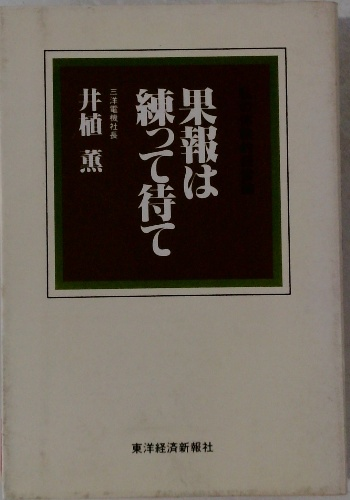 果報は
練って待て
三洋電機社長
井植 薫
東洋経済新報社